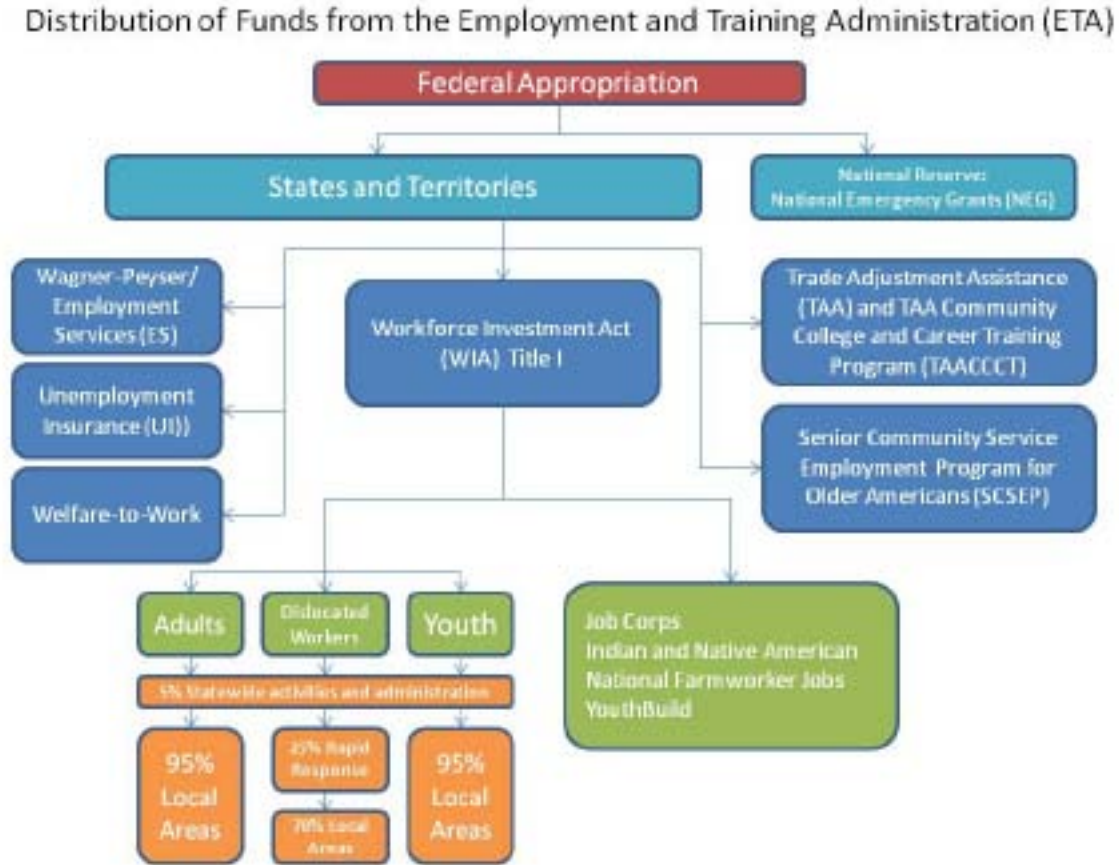 Distribution of Funds from the Employment and Training Administration (ETA)
Federal Appropriation
States and Territories
National Reserve:
National Emergency Grants (NEG)
Wagner-Peyser/
Employment
Services (ES)
Unemployment
Insurance (UI))
Welfare-to-Work
Workforce Investment Act
(WIA) Title I
Trade Adjustment Assistance
(TAA) and TAA Community
College and Career Training
Program (TAACCCT)
Senior Community Service
Employment Program for
Older Americans (SCSEP)
Adults
Dislocated
Workers
Youth
Job Corps
Indian and Native American
National Farmworker Jobs
YouthBuild
5% Statewide activities and administration
95%
Local
Areas
25% Rapid
Response
70% Local
Areas
95%
Local
Areas